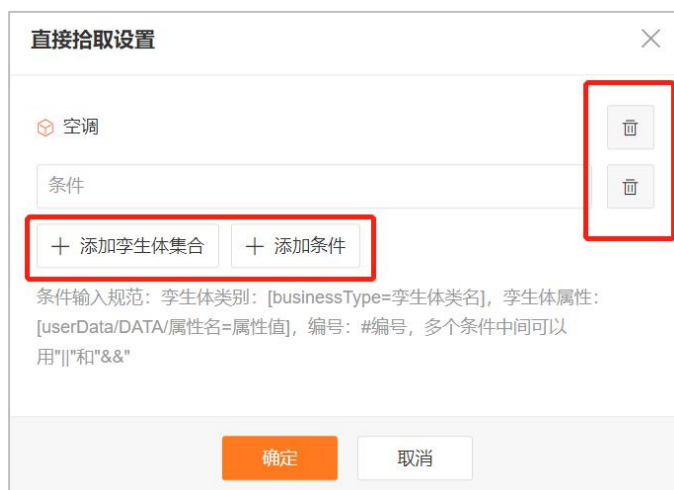 直接拾取设置
空调
条件
添加孪生体集合 添加条件
条件输入规范：孪生体类别：[businessType=孪生体类名]，孪生体属性：
[userData/DATA/属性名=属性值]，编号：#编号，多个条件中间可以
用"||"和"&&"
确定 取消